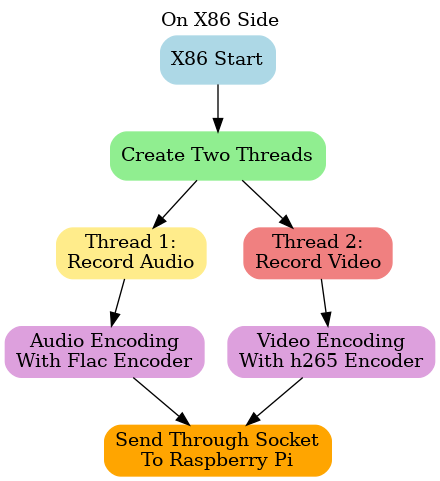 On X86 Side
X86 Start
Create Two Threads
Thread 1:
Record Audio
Thread 2:
Record Video
Audio Encoding
With Flac Encoder
Video Encoding
With h265 Encoder
Send Through Socket
To Raspberry Pi